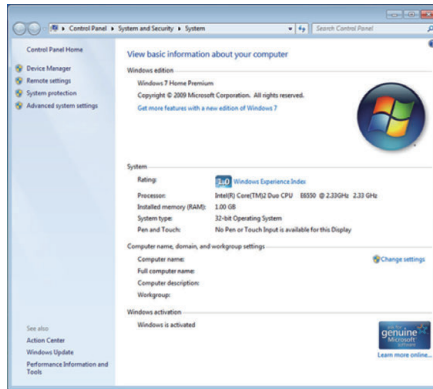 Control Panel ▸ System and Security ▸ System
Search Control Panel
Control Panel Home
Device Manager
Remote settings
System protection
Advanced system settings
See also
Action Center
Windows Update
Performance Information and
Tools
View basic information about your computer
Windows edition
Windows 7 Home Premium
Copyright © 2009 Microsoft Corporation. All rights reserved.
Get more features with a new edition of Windows 7
System
Rating:
Windows Experience Index
Processor: Intel(R) Core(TM)2 Duo CPU E6550 @ 2.33GHz 2.33 GHz
Installed memory (RAM): 1.00 GB
System type: 32-bit Operating System
Pen and Touch: No Pen or Touch Input is available for this Display
Computer name, domain, and workgroup settings
Computer name:
Change settings
Full computer name:
Computer description:
Workgroup:
Windows activation
Windows is activated
ask for
genuine
Microsoft
software
Learn more online...